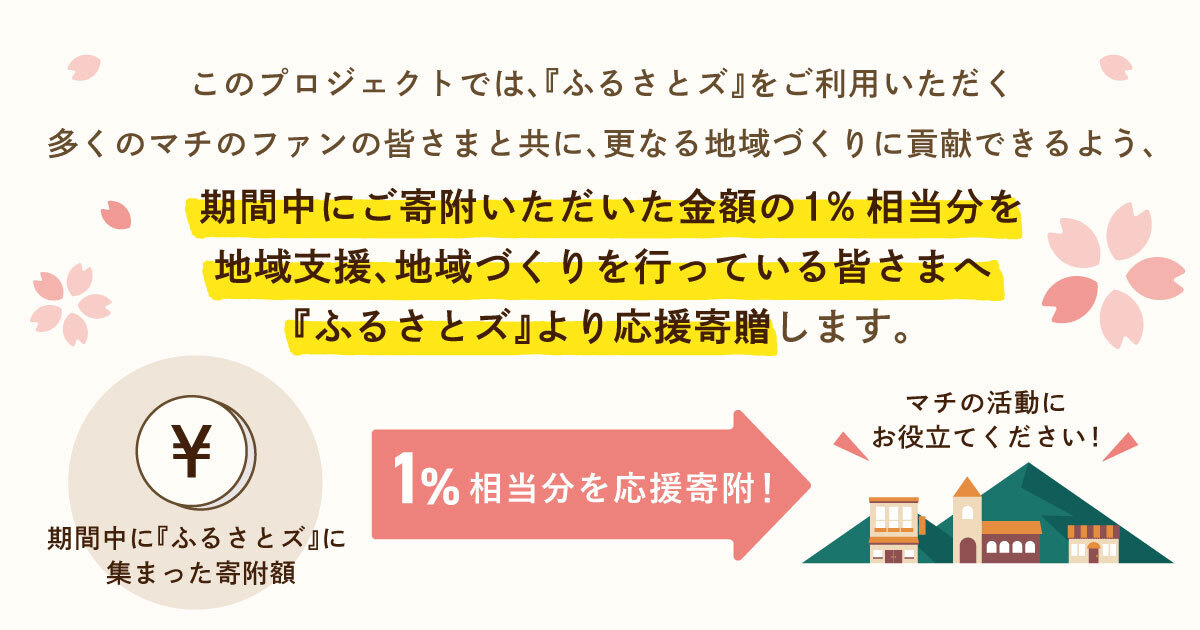 このプロジェクトでは、『ふるさとズ』をご利用いただく
多くのマチのファンの皆さまと共に、更なる地域づくりに貢献できるよう、
期間中にご寄附いただいた金額の1% 相当分を
地域支援、地域づくりを行っている皆さまへ
『ふるさとズ』より応援寄贈します。
¥
期間中に『ふるさとズ』に
集まった寄附額
1% 相当分を応援寄附！
マチの活動に
お役立てください！